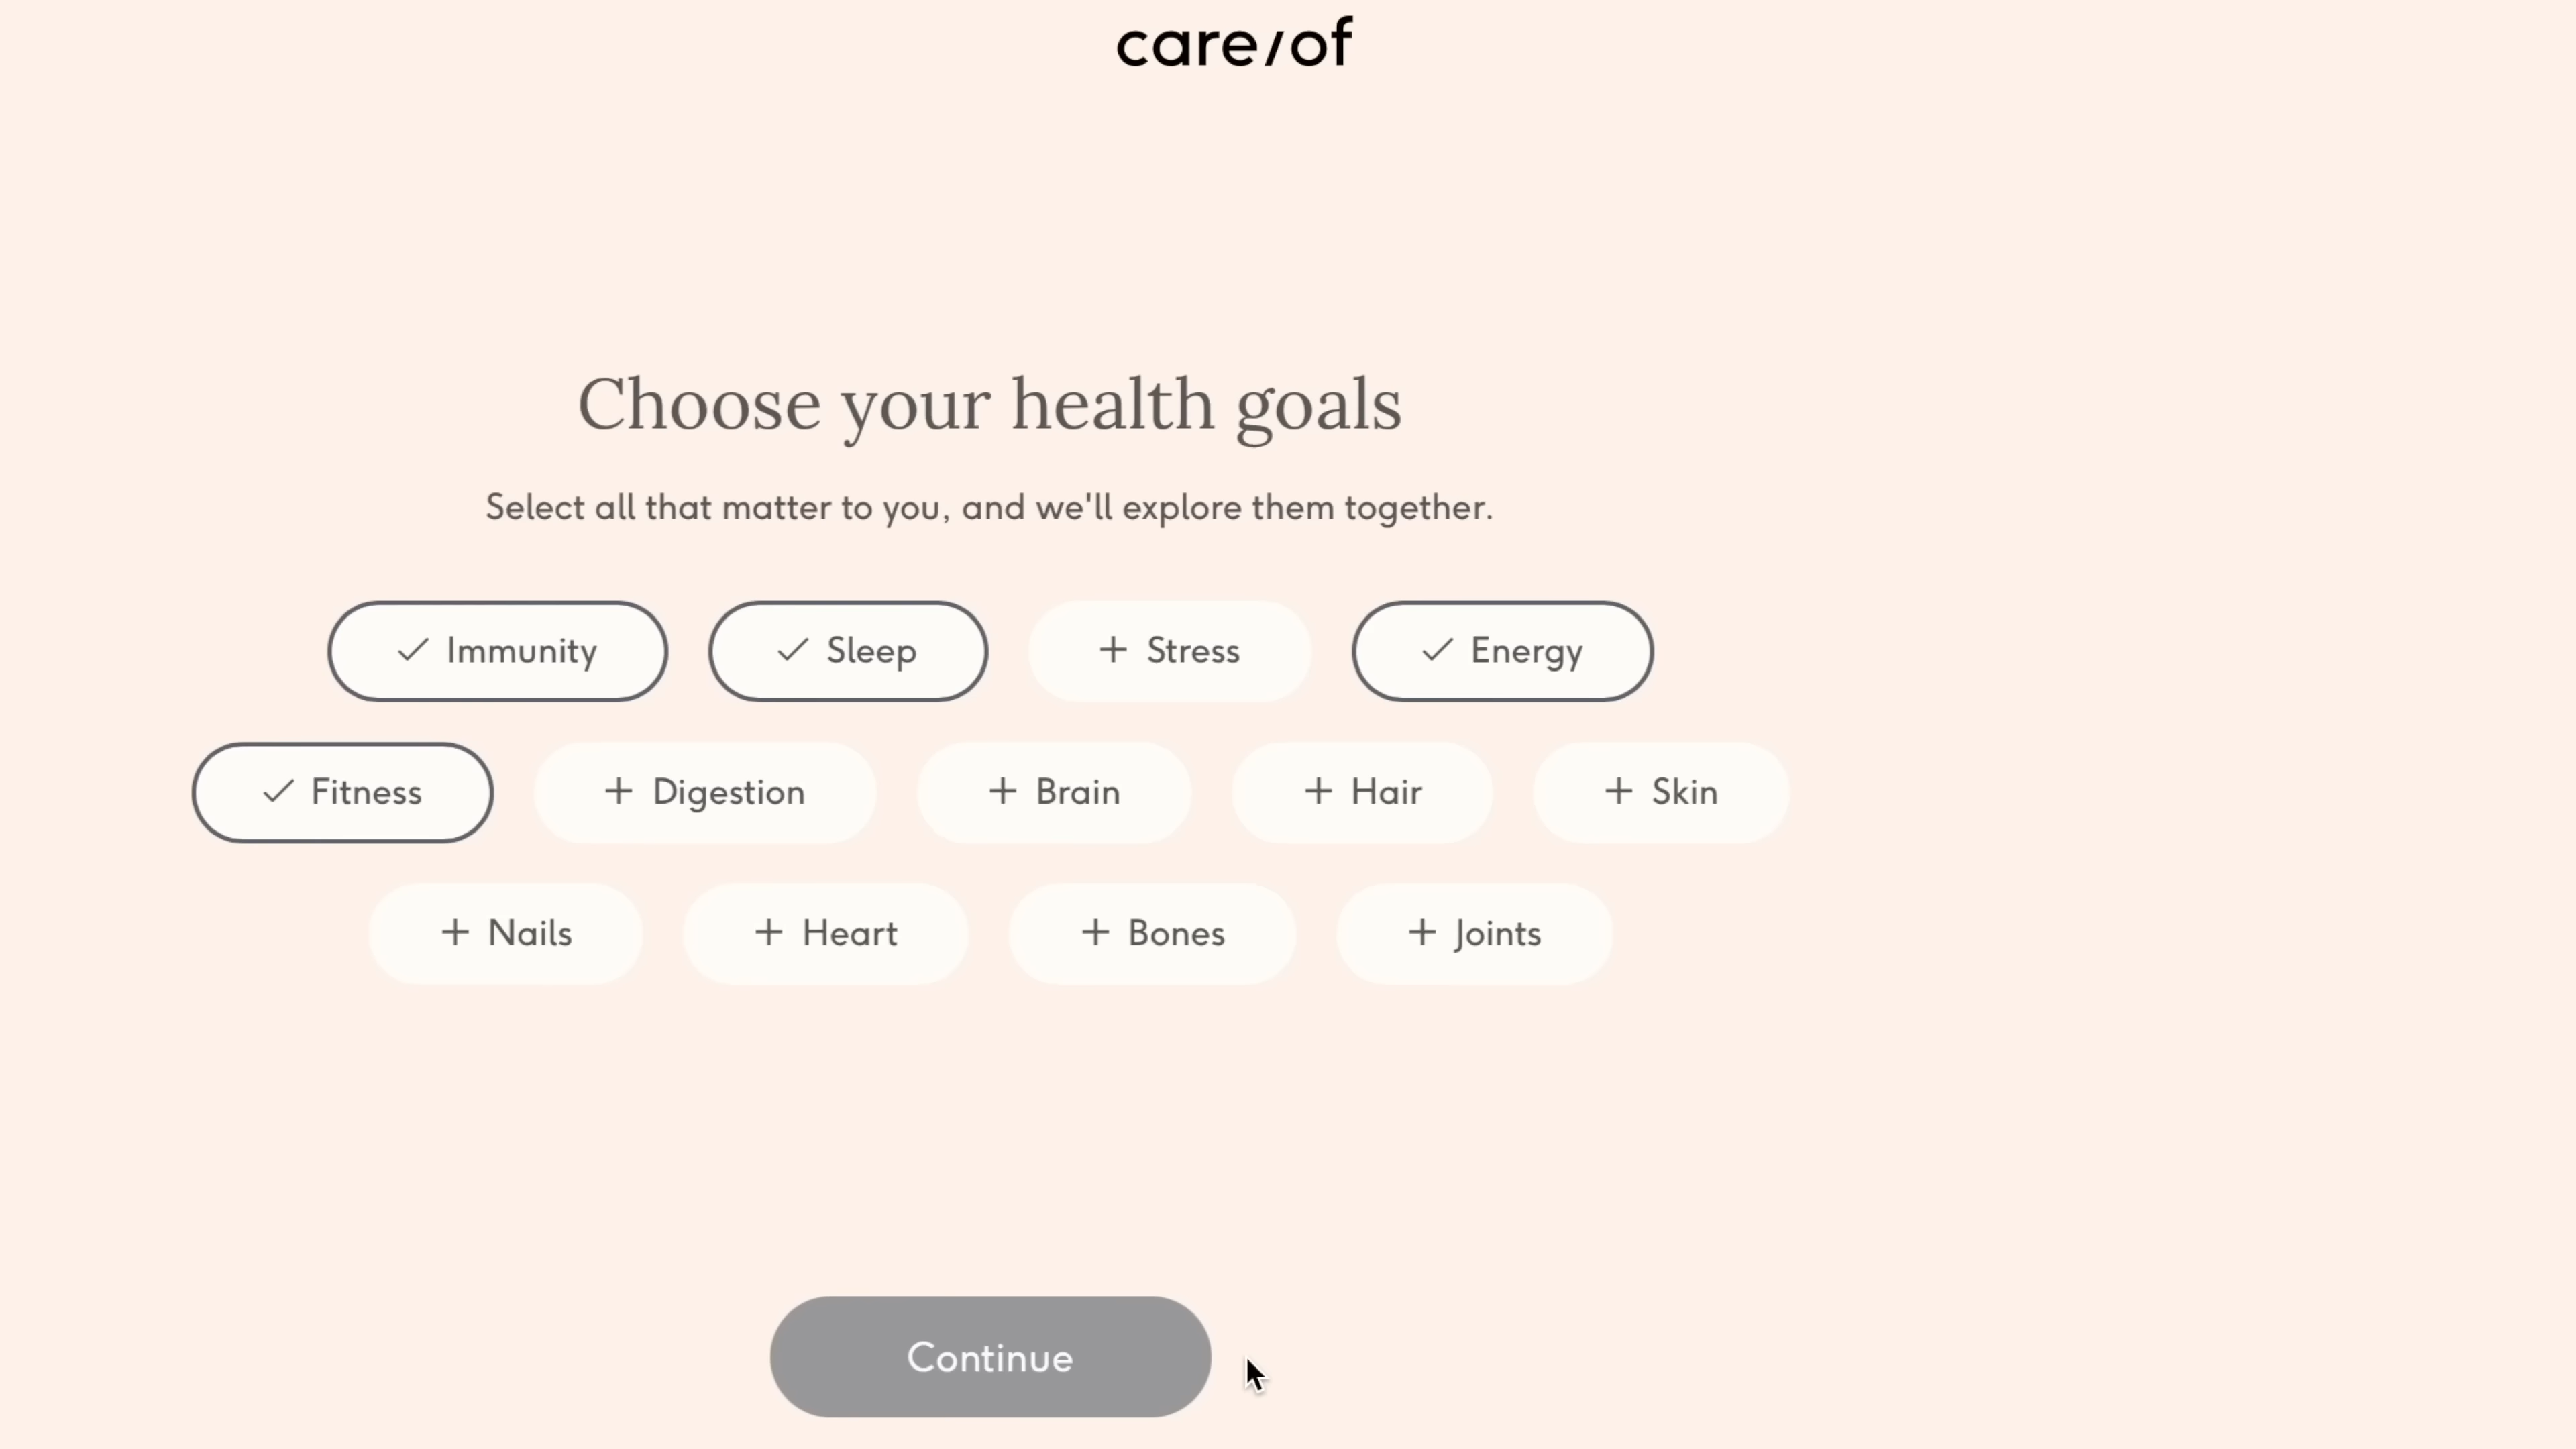 care/of
Choose your health goals
Select all that matter to you, and we'll explore them together.
✓ Immunity ✓ Sleep + Stress ✓ Energy
✓ Fitness + Digestion + Brain + Hair + Skin
+ Nails + Heart + Bones + Joints
Continue